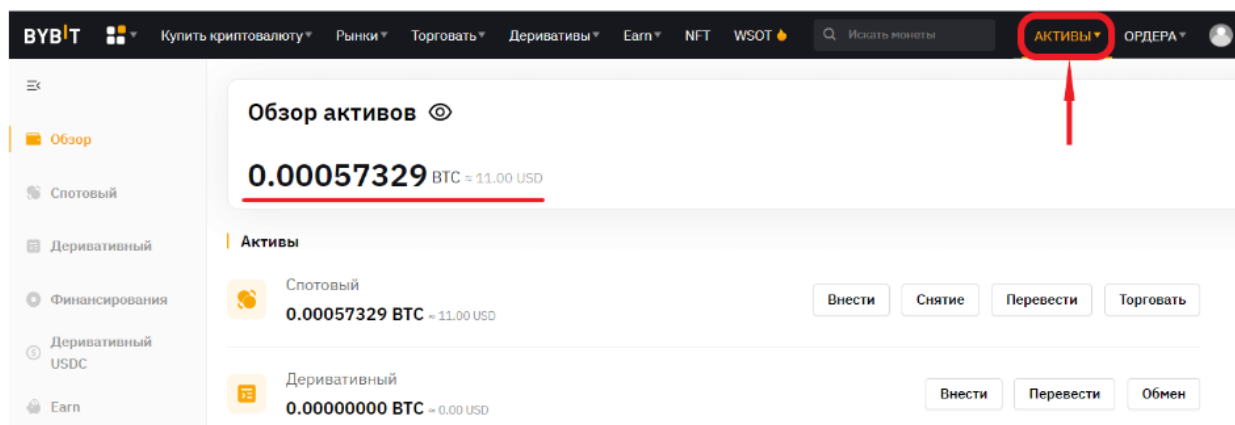 BYBIT Купить криптовалюту Рынки Торговать Деривативы Earn NFT WSOT Искать монеты АКТИВЫ ОРДЕРА
Обзор
Спотовый
Деривативный
Финансирования
Деривативный
USDC
Earn
Обзор активов
0.00057329 BTC ≈ 11.00 USD
Активы
Спотовый
0.00057329 BTC ≈ 11.00 USD
Внести Снятие Перевести Торговать
Деривативный
0.00000000 BTC ≈ 0.00 USD
Внести Перевести Обмен